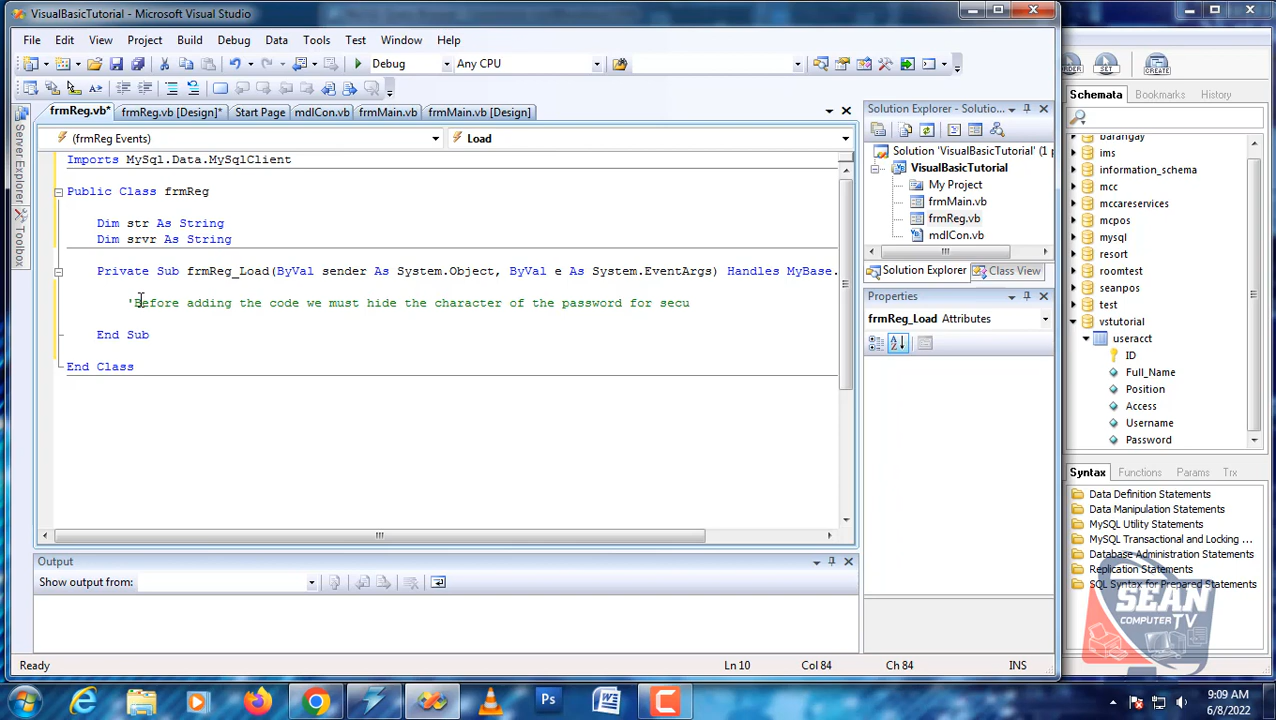 VisualBasicTutorial - Microsoft Visual Studio
File Edit View Project Build Debug Data Tools Test Window Help
Debug Any CPU
ORDER SET CREATE
frmReg.vb* frmReg.vb [Design]* Start Page mdlCon.vb frmMain.vb frmMain.vb [Design]
(frmReg Events) Load
Imports MySql.Data.MySqlClient
Public Class frmReg
Dim str As String
Dim srvr As String
Private Sub frmReg_Load(ByVal sender As System.Object, ByVal e As System.EventArgs) Handles MyBase.
'Before adding the code we must hide the character of the password for secu
End Sub
End Class
Server Explorer
Toolbox
Solution Explorer - Solutio...
Solution 'VisualBasicTutorial' (1 p
VisualBasicTutorial
My Project
frmMain.vb
frmReg.vb
mdlCon.vb
Solution Explorer Class View
Properties
frmReg_Load Attributes
Output
Show output from:
Ready Ln 10 Col 84 Ch 84 INS
Schemata Bookmarks History
barangay
ims
information_schema
mcc
mccareservices
mcpos
mysql
resort
roomtest
seanpos
test
vstutorial
useracct
ID
Full_Name
Position
Access
Username
Password
Syntax Functions Params Trx
Data Definition Statements
Data Manipulation Statements
MySQL Utility Statements
MySQL Transactional and Locking ...
Database Administration Statements
Replication Statements
SQL Syntax for Prepared Statements
SEAN
COMPUTER TV
Ps
9:09 AM
6/8/2022